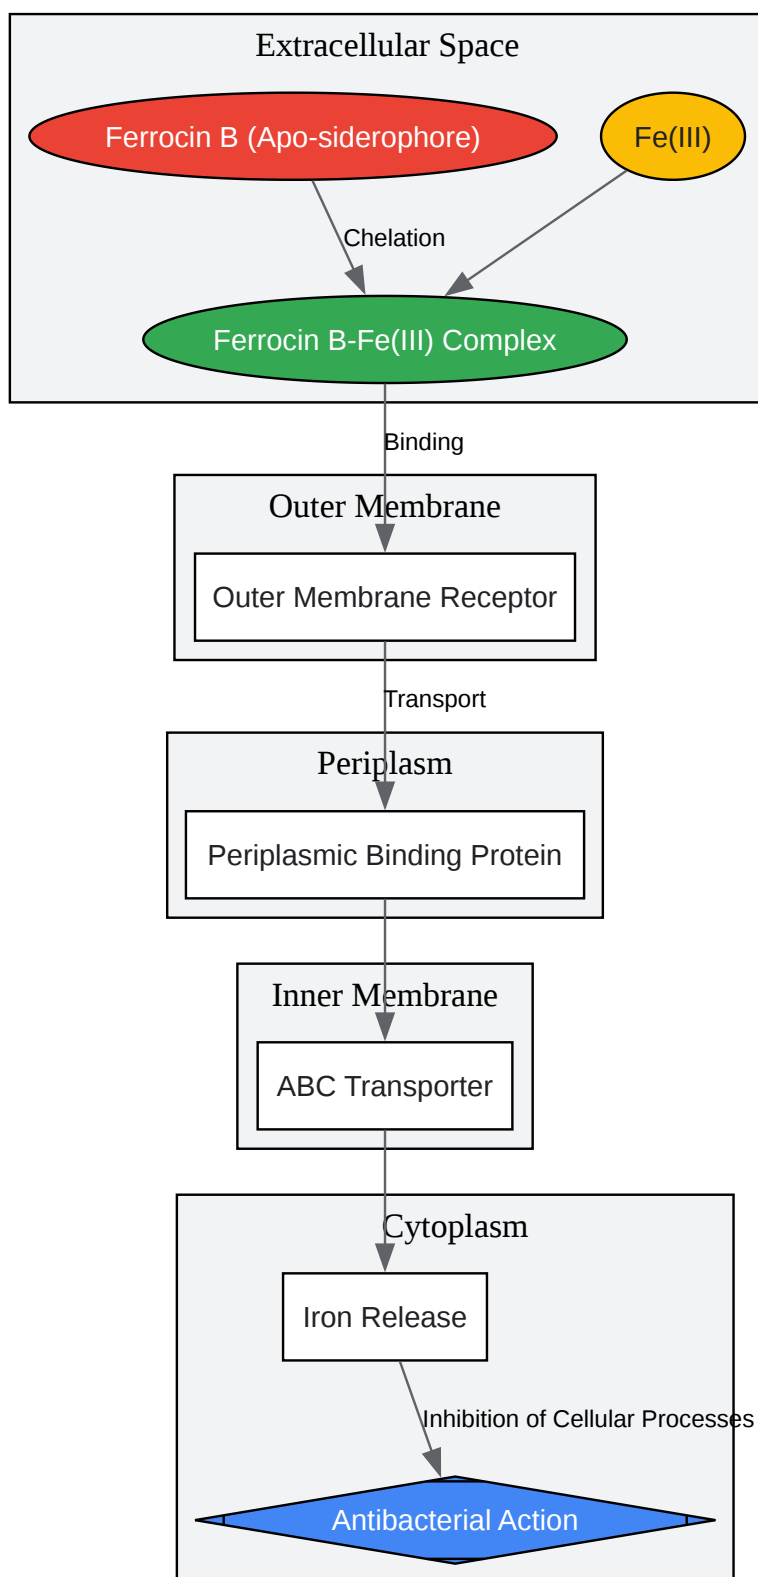 Extracellular Space
Ferrocin B (Apo-siderophore)
Fe(III)
Chelation
Ferrocin B-Fe(III) Complex
Binding
Outer Membrane
Outer Membrane Receptor
Transport
Periplasm
Periplasmic Binding Protein
Inner Membrane
ABC Transporter
Cytoplasm
Iron Release
Inhibition of Cellular Processes
Antibacterial Action